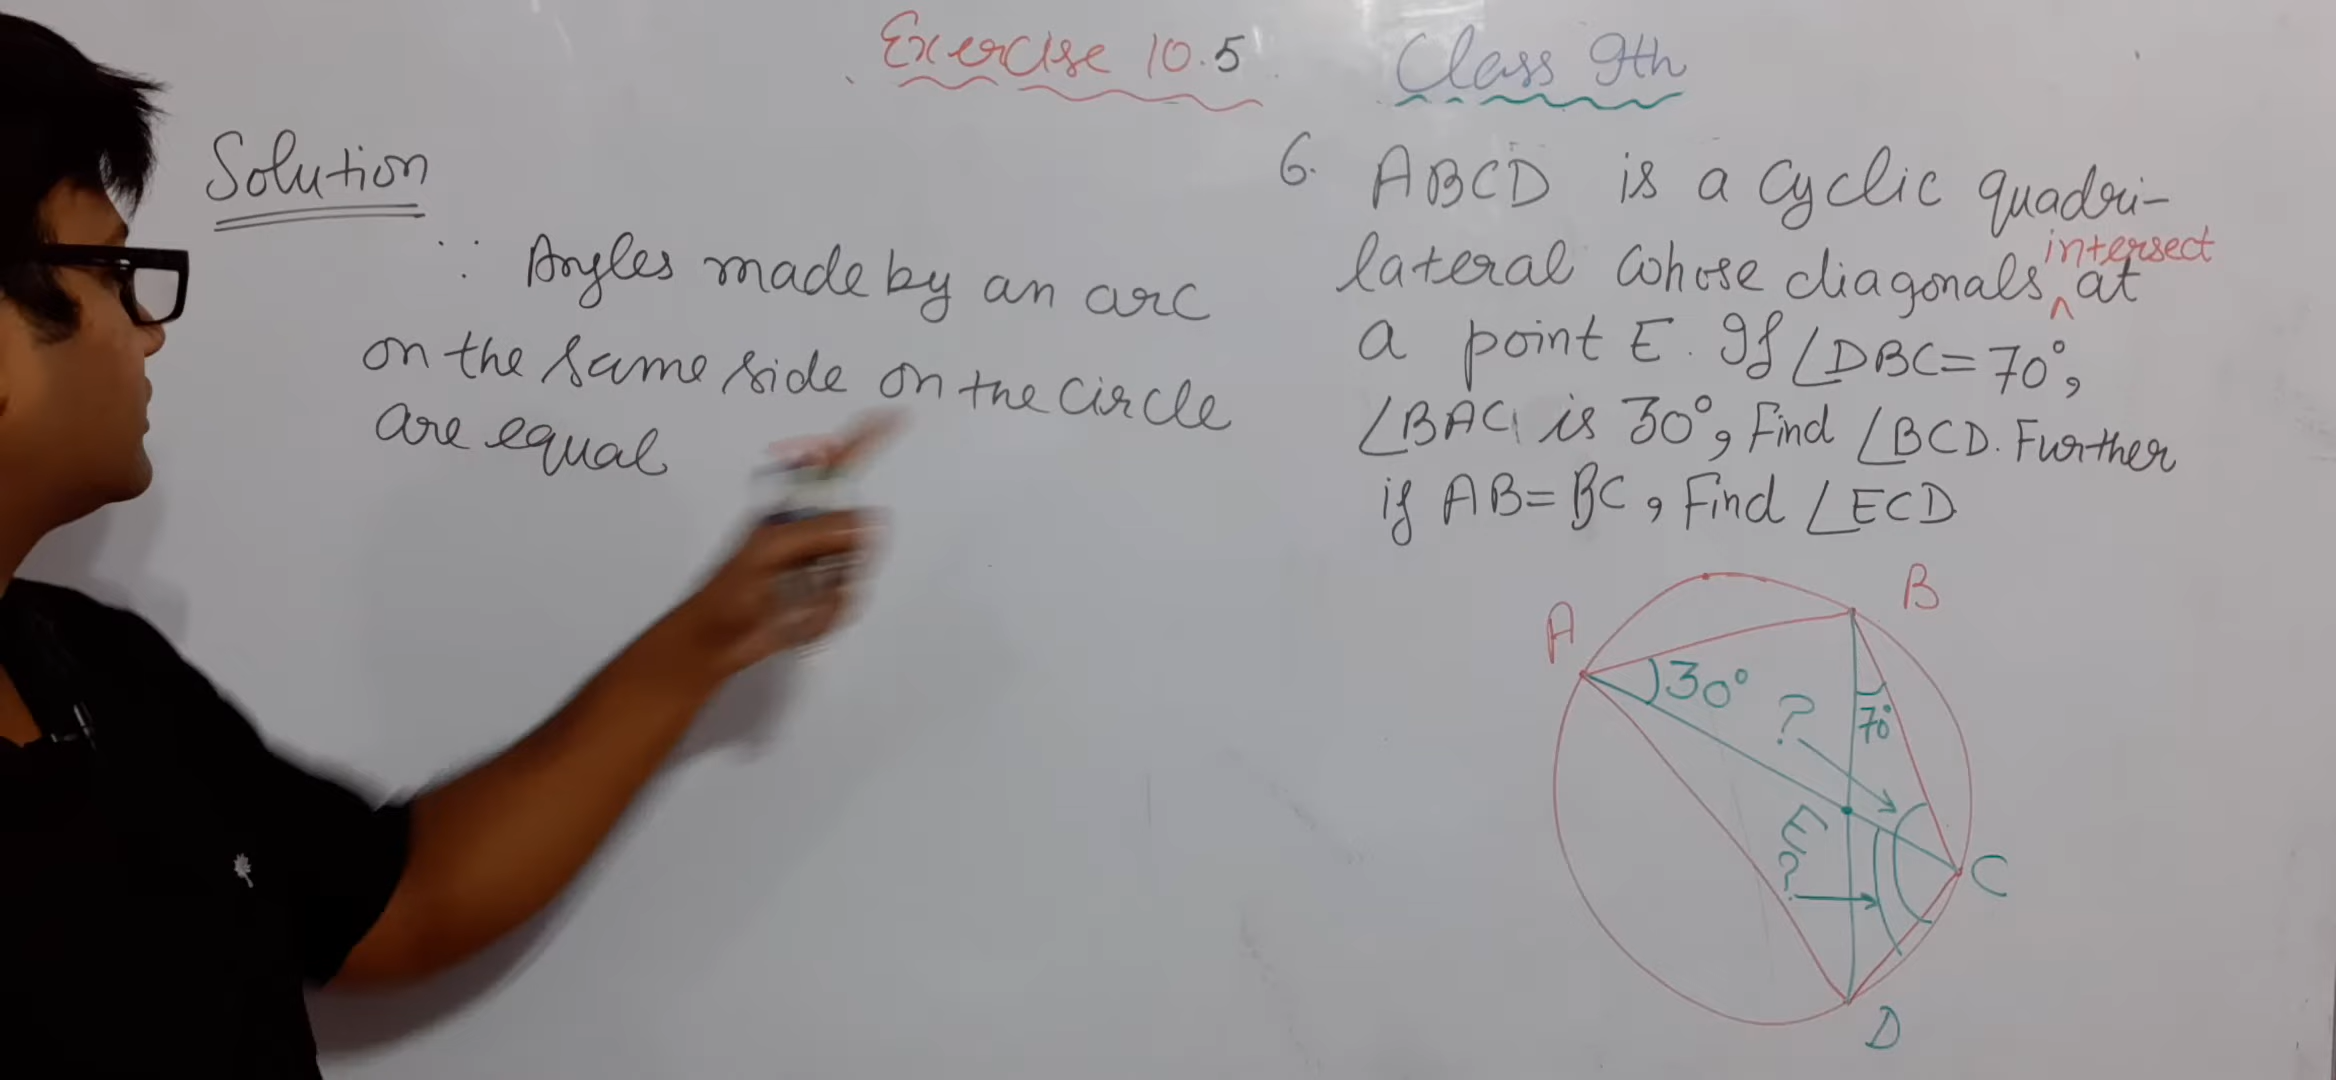 Exercise 10.5
Class 9th
Solution
∵ Angles made by an arc
on the same side on the circle
are equal
6. ABCD is a cyclic quadri-
lateral whose diagonals intersect at
a point E. If ∠DBC=70°,
∠BAC is 30°, Find ∠BCD. Further
if AB=BC, Find ∠ECD
A
B
30°
?
70°
E
?
C
D